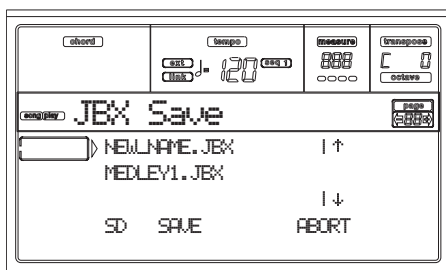 chord tempo measure transpose
ext link ♩= 120 seq 1 888 C 0
octave
song/play JBX Save page 88
NEW_NAME.JBX |↑
MEDLEY1.JBX
|↓
SD SAVE ABORT